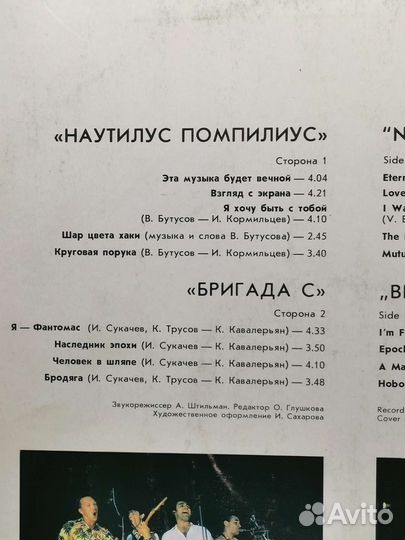 «НАУТИЛУС ПОМПИЛИУС»
Сторона 1
Эта музыка будет вечной — 4.04
Взгляд с экрана — 4.21
Я хочу быть с тобой
(В. Бутусов — И. Кормильцев) — 4.10
Шар цвета хаки (музыка и слова В. Бутусова) — 2.45
Круговая порука (В. Бутусов — И. Кормильцев) — 3.40
«БРИГАДА С»
Сторона 2
Я — Фантомас (И. Сукачев, К. Трусов — К. Кавалерьян) — 4.33
Наследник эпохи (И. Сукачев — К. Кавалерьян) — 3.50
Человек в шляпе (И. Сукачев — К. Кавалерьян) — 4.10
Бродяга (И. Сукачев, К. Трусов — К. Кавалерьян) — 3.48
Звукорежиссер А. Штильман. Редактор О. Глушкова
Художественное оформление И. Сахарова
"N
Side
Eter
Love
I Wa
(V. B
The
Mutu
„B
Side
I'm F
Epoc
A Ma
Hobo
Record
Cover
Avito